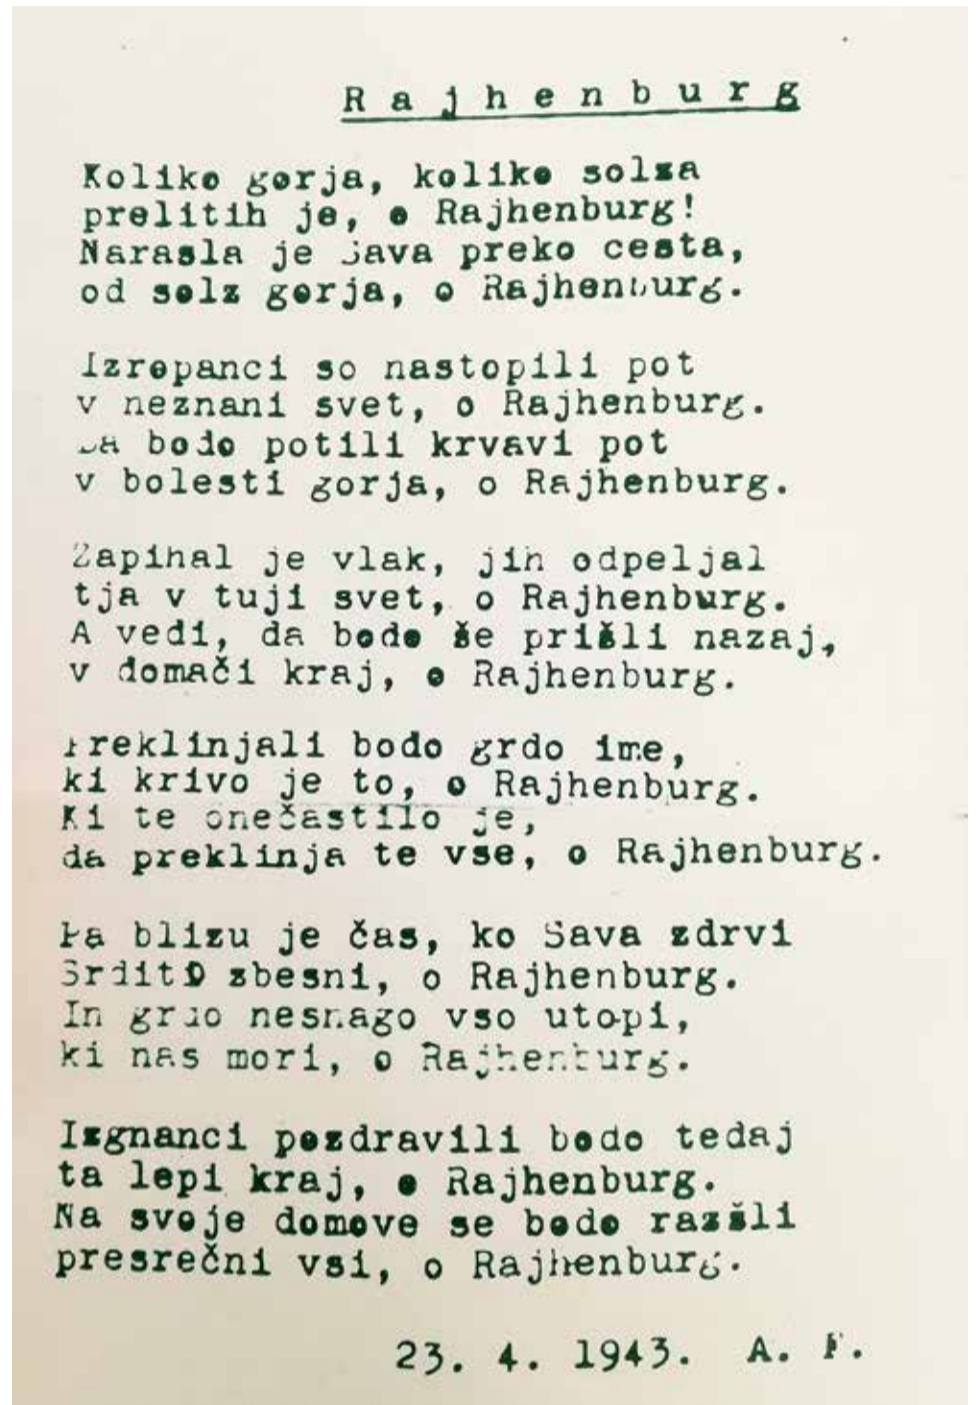 Rajhenburg
Koliko gorja, koliko solza
prelitih je, o Rajhenburg!
Narasla je Sava preko cesta,
od solz gorja, o Rajhenburg.
Izropanci so nastopili pot
v neznani svet, o Rajhenburg.
Da bodo potili krvavi pot
v bolesti gorja, o Rajhenburg.
Zapihal je vlak, jih odpeljal
tja v tuji svet, o Rajhenburg.
A vedi, da bodo še prišli nazaj,
v domači kraj, o Rajhenburg.
Preklinjali bodo grdo ime,
ki krivo je to, o Rajhenburg.
Ki te onečastilo je,
da preklinja te vse, o Rajhenburg.
Pa blizu je čas, ko Sava zdrvi
Srdito zbesni, o Rajhenburg.
In grdo nesnago vso utopi,
ki nas mori, o Rajhenburg.
Izgnanci pozdravili bodo tedaj
ta lepi kraj, o Rajhenburg.
Na svoje domove se bodo razšli
presrečni vsi, o Rajhenburg.
23. 4. 1943. A.